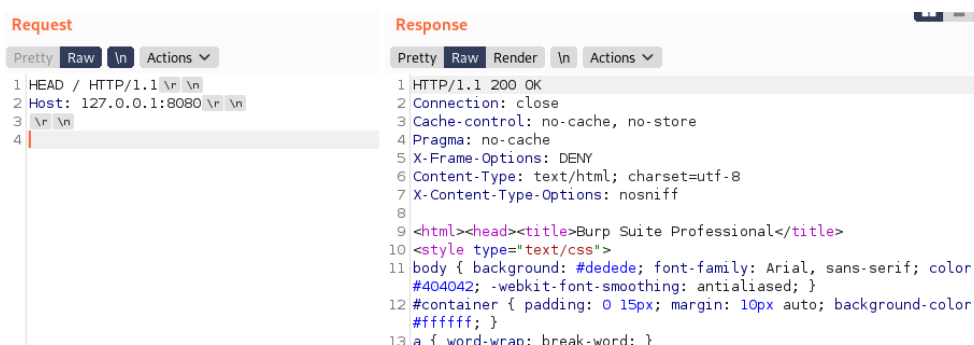 Request
Pretty Raw \n Actions
1 HEAD / HTTP/1.1 \r \n
2 Host: 127.0.0.1:8080 \r \n
3 \r \n
4
Response
Pretty Raw Render \n Actions
1 HTTP/1.1 200 OK
2 Connection: close
3 Cache-control: no-cache, no-store
4 Pragma: no-cache
5 X-Frame-Options: DENY
6 Content-Type: text/html; charset=utf-8
7 X-Content-Type-Options: nosniff
8
9 <html><head><title>Burp Suite Professional</title>
10 <style type="text/css">
11 body { background: #dedede; font-family: Arial, sans-serif; color
#404042; -webkit-font-smoothing: antialiased; }
12 #container { padding: 0 15px; margin: 10px auto; background-color
#ffffff; }
13 a { word-wrap: break-word; }